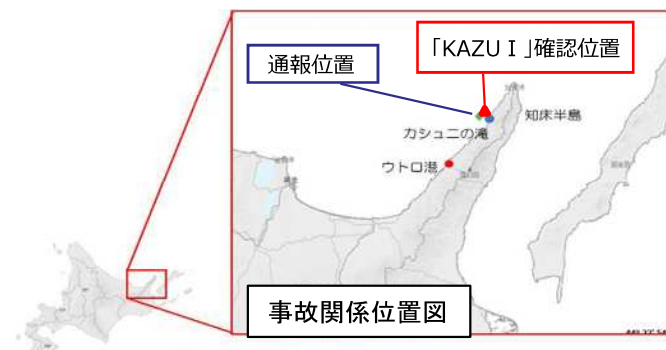 「KAZU I」確認位置
通報位置
知床半島
カシュニの滝
ウトロ港
事故関係位置図